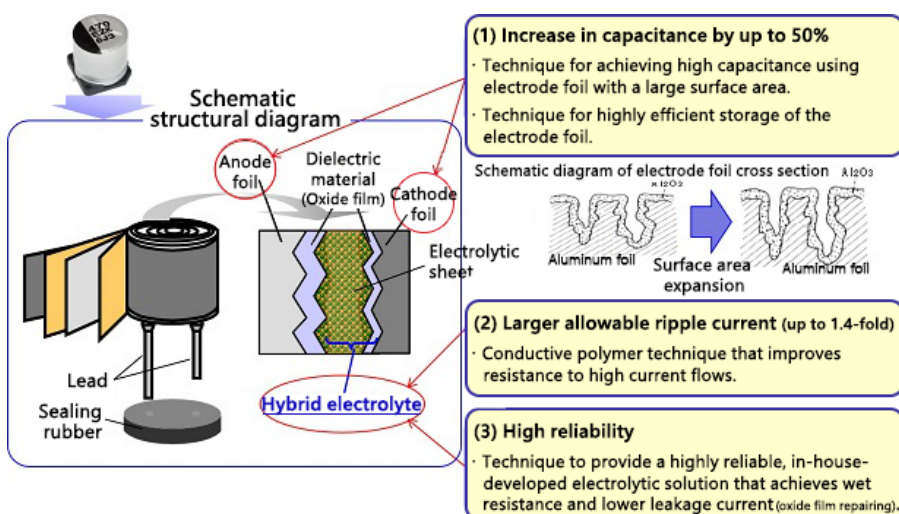 470
EZK
6J3
Schematic
structural diagram
Anode
foil
Dielectric
material
(Oxide film)
Cathode
foil
Electrolytic
sheet
Lead
Sealing
rubber
Hybrid electrolyte
(1) Increase in capacitance by up to 50%
· Technique for achieving high capacitance using
electrode foil with a large surface area.
· Technique for highly efficient storage of the
electrode foil.
Schematic diagram of electrode foil cross section
Al2O3
Al2O3
Aluminum foil
Surface area
expansion
Aluminum foil
(2) Larger allowable ripple current (up to 1.4-fold)
· Conductive polymer technique that improves
resistance to high current flows.
(3) High reliability
· Technique to provide a highly reliable, in-house-
developed electrolytic solution that achieves wet
resistance and lower leakage current (oxide film repairing).